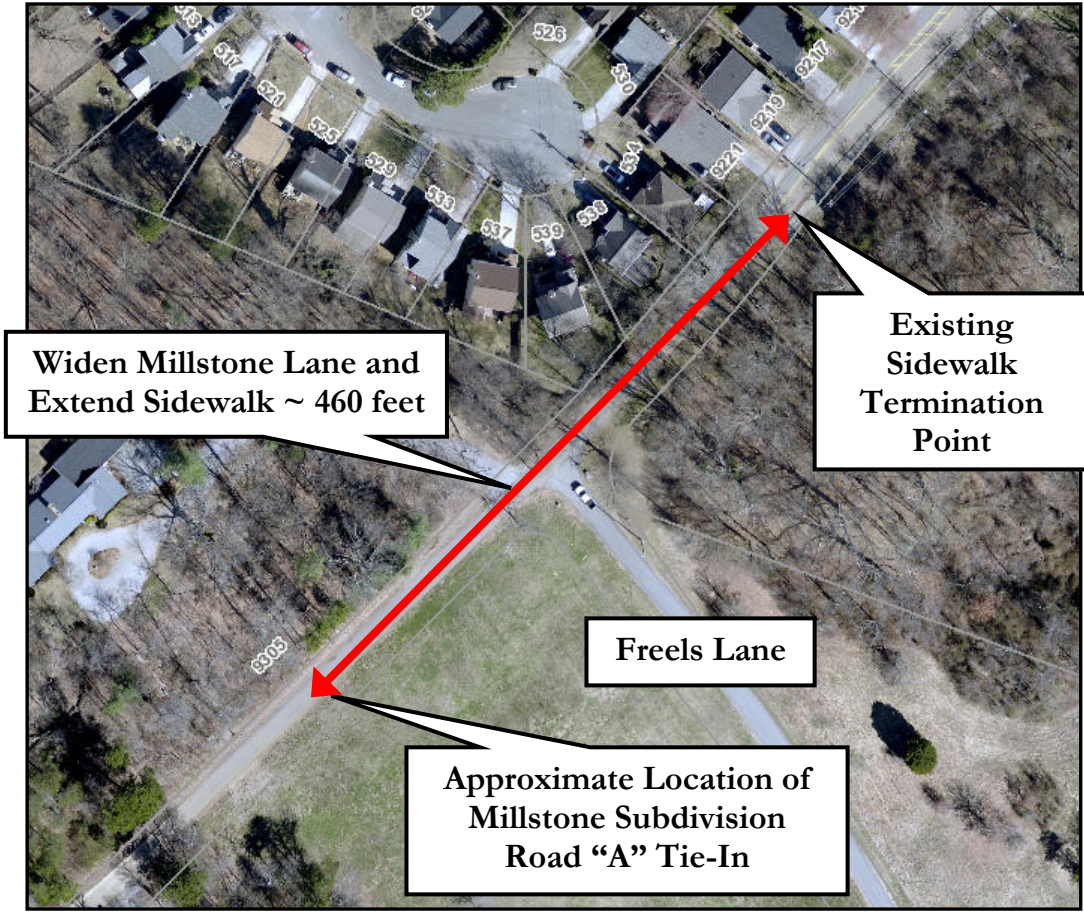 526
530
9217
517
521
525
529
533
537
539
538
534
9221
9219
Existing
Sidewalk
Termination
Point
Widen Millstone Lane and
Extend Sidewalk ~ 460 feet
9305
Freels Lane
Approximate Location of
Millstone Subdivision
Road “A” Tie-In